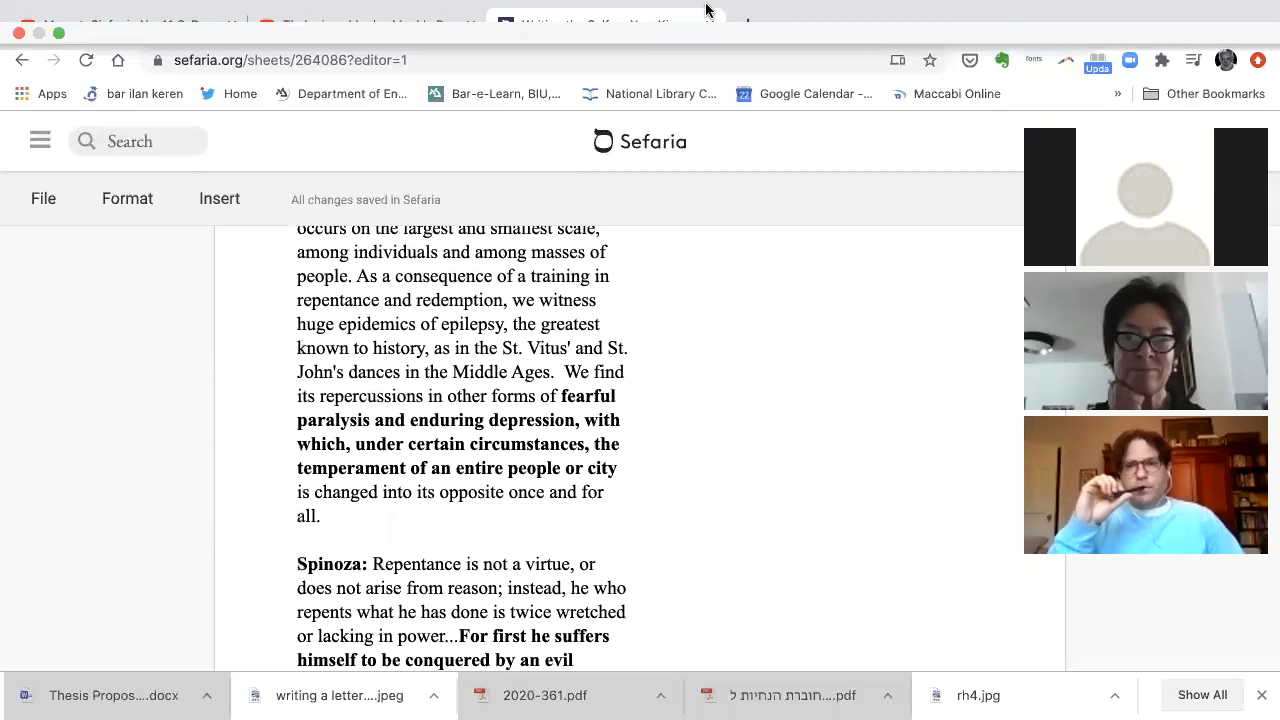 sefaria.org/sheets/264086?editor=1
fonts
Upda
Apps bar ilan keren Home Department of En... Bar-e-Learn, BIU,... National Library C... 22 Google Calendar -... Maccabi Online » Other Bookmarks
Search Sefaria
File Format Insert All changes saved in Sefaria
occurs on the largest and smallest scale,
among individuals and among masses of
people. As a consequence of a training in
repentance and redemption, we witness
huge epidemics of epilepsy, the greatest
known to history, as in the St. Vitus' and St.
John's dances in the Middle Ages. We find
its repercussions in other forms of fearful
paralysis and enduring depression, with
which, under certain circumstances, the
temperament of an entire people or city
is changed into its opposite once and for
all.
Spinoza: Repentance is not a virtue, or
does not arise from reason; instead, he who
repents what he has done is twice wretched
or lacking in power...For first he suffers
himself to be conquered by an evil
Thesis Propos....docx writing a letter....jpeg 2020-361.pdf חוברת הנחיות ל....pdf rh4.jpg Show All